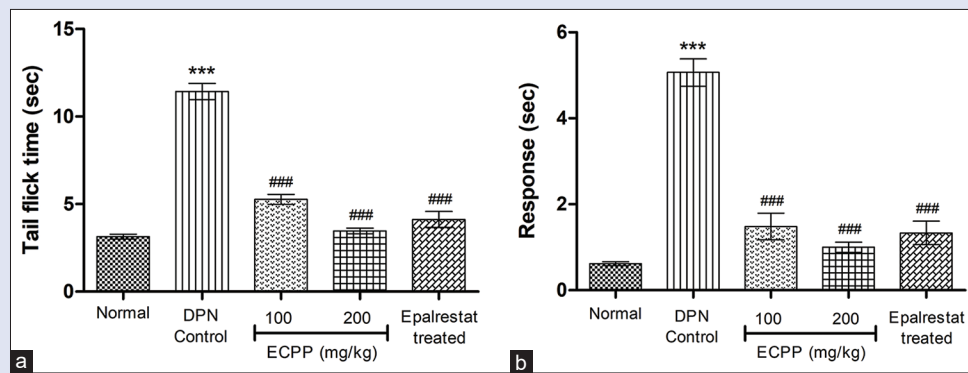 15
10
5
0
Tail flick time (sec)
***
###
###
###
Normal
DPN
Control
100
200
Epalrestat
treated
ECPP (mg/kg)
a
6
4
2
0
Response (sec)
***
###
###
###
Normal
DPN
Control
100
200
Epalrestat
treated
ECPP (mg/kg)
b